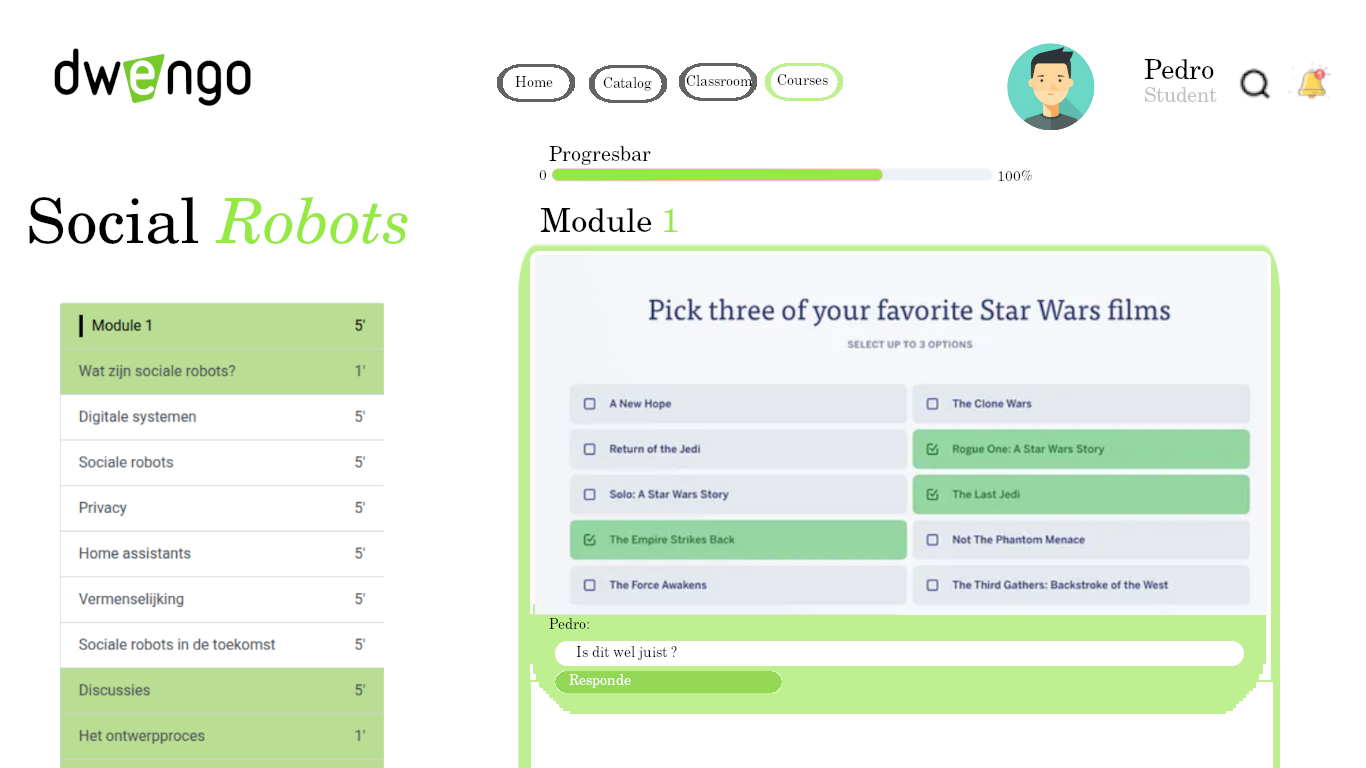 dwengo
Home
Catalog
Classroom
Courses
Pedro
Student
Progresbar
0
100%
Social Robots
Module 1
Module 1 5'
Wat zijn sociale robots? 1'
Digitale systemen 5'
Sociale robots 5'
Privacy 5'
Home assistants 5'
Vermenselijking 5'
Sociale robots in de toekomst 5'
Discussies 5'
Het ontwerpproces 1'
Pick three of your favorite Star Wars films
SELECT UP TO 3 OPTIONS
A New Hope
The Clone Wars
Return of the Jedi
Rogue One: A Star Wars Story
Solo: A Star Wars Story
The Last Jedi
The Empire Strikes Back
Not The Phantom Menace
The Force Awakens
The Third Gathers: Backstroke of the West
Pedro:
Is dit wel juist ?
Responde